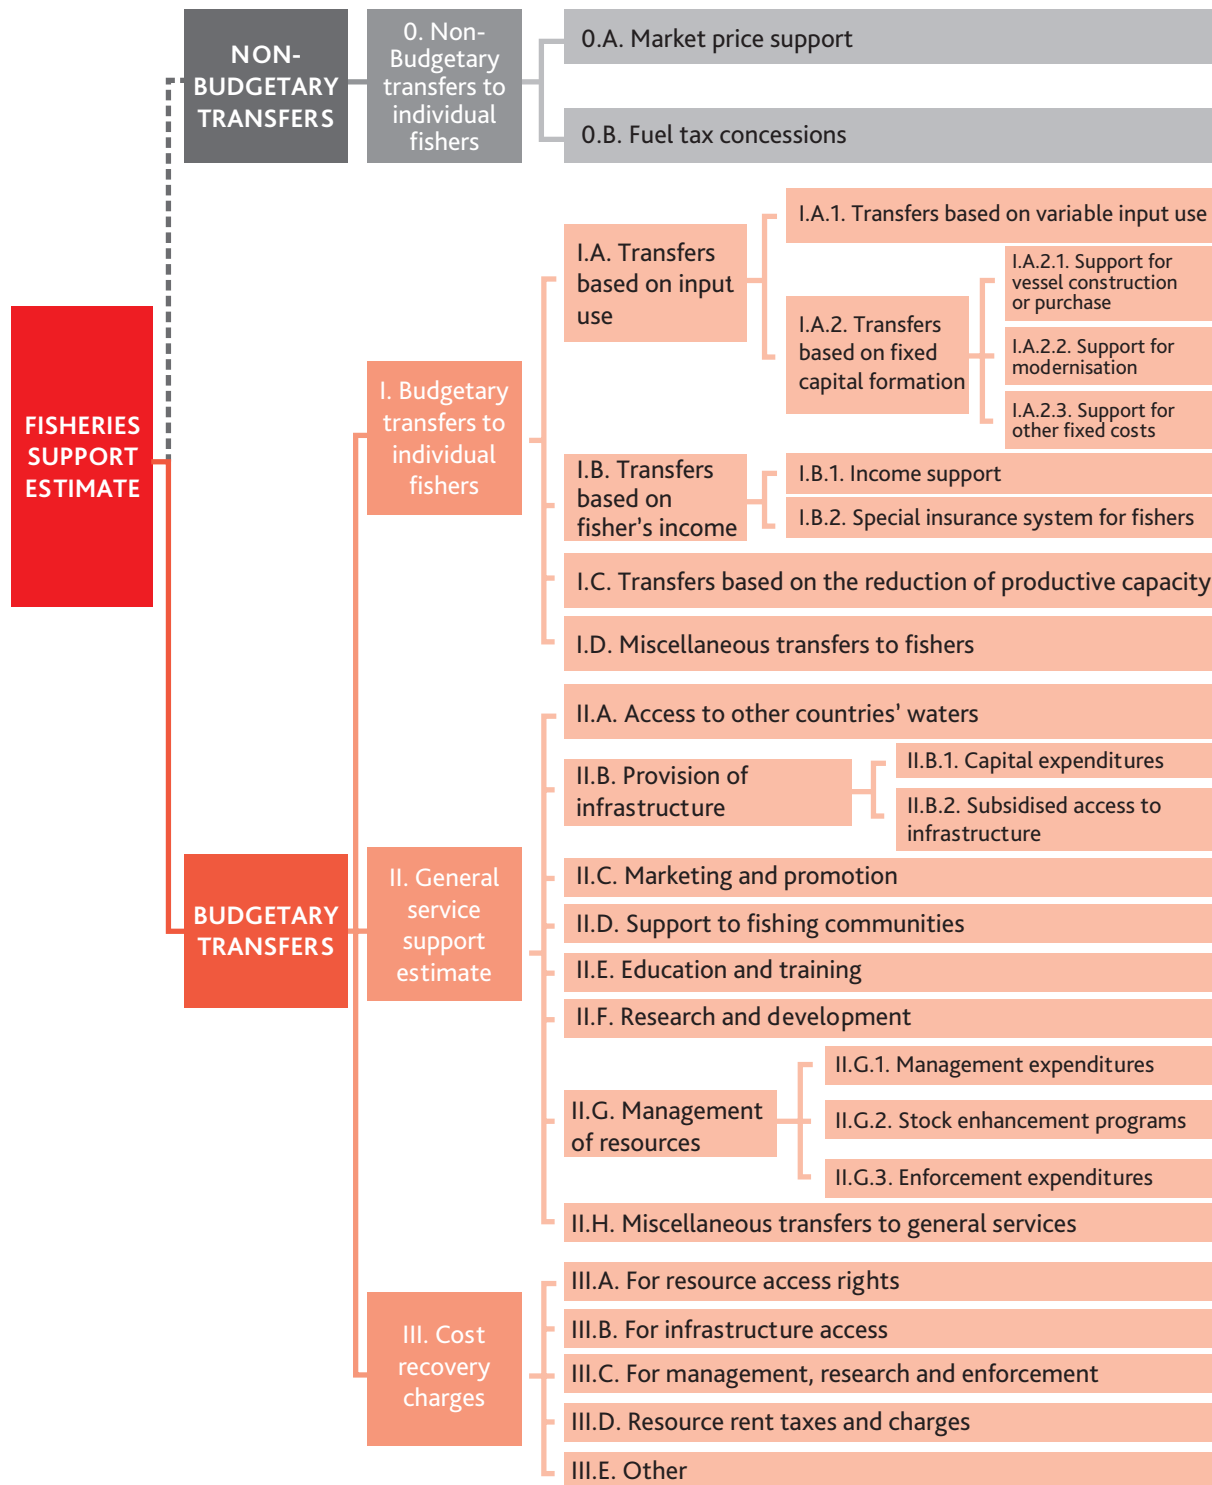 FISHERIES
SUPPORT
ESTIMATE
NON-
BUDGETARY
TRANSFERS
0. Non-
Budgetary
transfers to
individual
fishers
0.A. Market price support
0.B. Fuel tax concessions
BUDGETARY
TRANSFERS
I. Budgetary
transfers to
individual
fishers
I.A. Transfers
based on input
use
I.A.1. Transfers based on variable input use
I.A.2. Transfers
based on fixed
capital formation
I.A.2.1. Support for
vessel construction
or purchase
I.A.2.2. Support for
modernisation
I.A.2.3. Support for
other fixed costs
I.B. Transfers
based on
fisher's income
I.B.1. Income support
I.B.2. Special insurance system for fishers
I.C. Transfers based on the reduction of productive capacity
I.D. Miscellaneous transfers to fishers
II. General
service
support
estimate
II.A. Access to other countries' waters
II.B. Provision of
infrastructure
II.B.1. Capital expenditures
II.B.2. Subsidised access to
infrastructure
II.C. Marketing and promotion
II.D. Support to fishing communities
II.E. Education and training
II.F. Research and development
II.G. Management
of resources
II.G.1. Management expenditures
II.G.2. Stock enhancement programs
II.G.3. Enforcement expenditures
II.H. Miscellaneous transfers to general services
III. Cost
recovery
charges
III.A. For resource access rights
III.B. For infrastructure access
III.C. For management, research and enforcement
III.D. Resource rent taxes and charges
III.E. Other